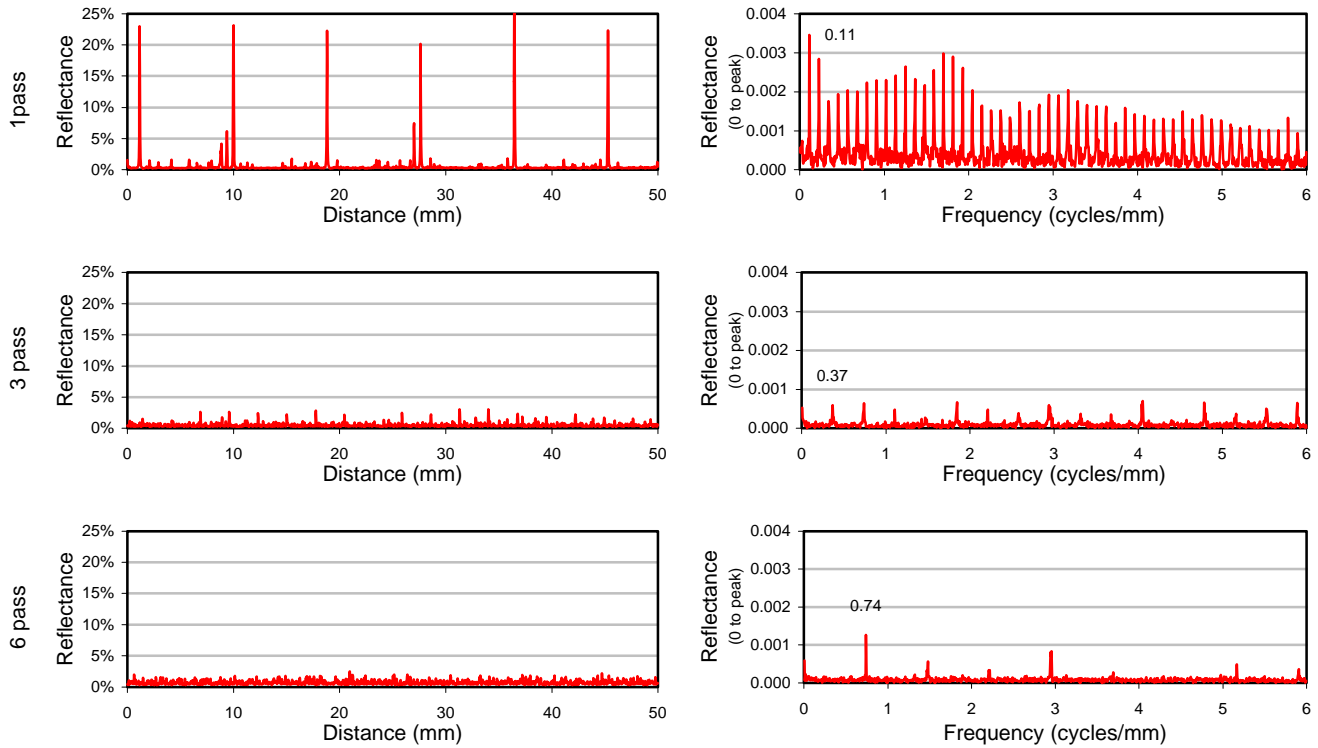 1pass
Reflectance
25%
20%
15%
10%
5%
0%
0 10 20 30 40 50
Distance (mm)
Reflectance
(0 to peak)
0.004
0.003
0.002
0.001
0.000
0.11
0 1 2 3 4 5 6
Frequency (cycles/mm)
3 pass
Reflectance
25%
20%
15%
10%
5%
0%
0 10 20 30 40 50
Distance (mm)
Reflectance
(0 to peak)
0.004
0.003
0.002
0.001
0.000
0.37
0 1 2 3 4 5 6
Frequency (cycles/mm)
6 pass
Reflectance
25%
20%
15%
10%
5%
0%
0 10 20 30 40 50
Distance (mm)
Reflectance
(0 to peak)
0.004
0.003
0.002
0.001
0.000
0.74
0 1 2 3 4 5 6
Frequency (cycles/mm)